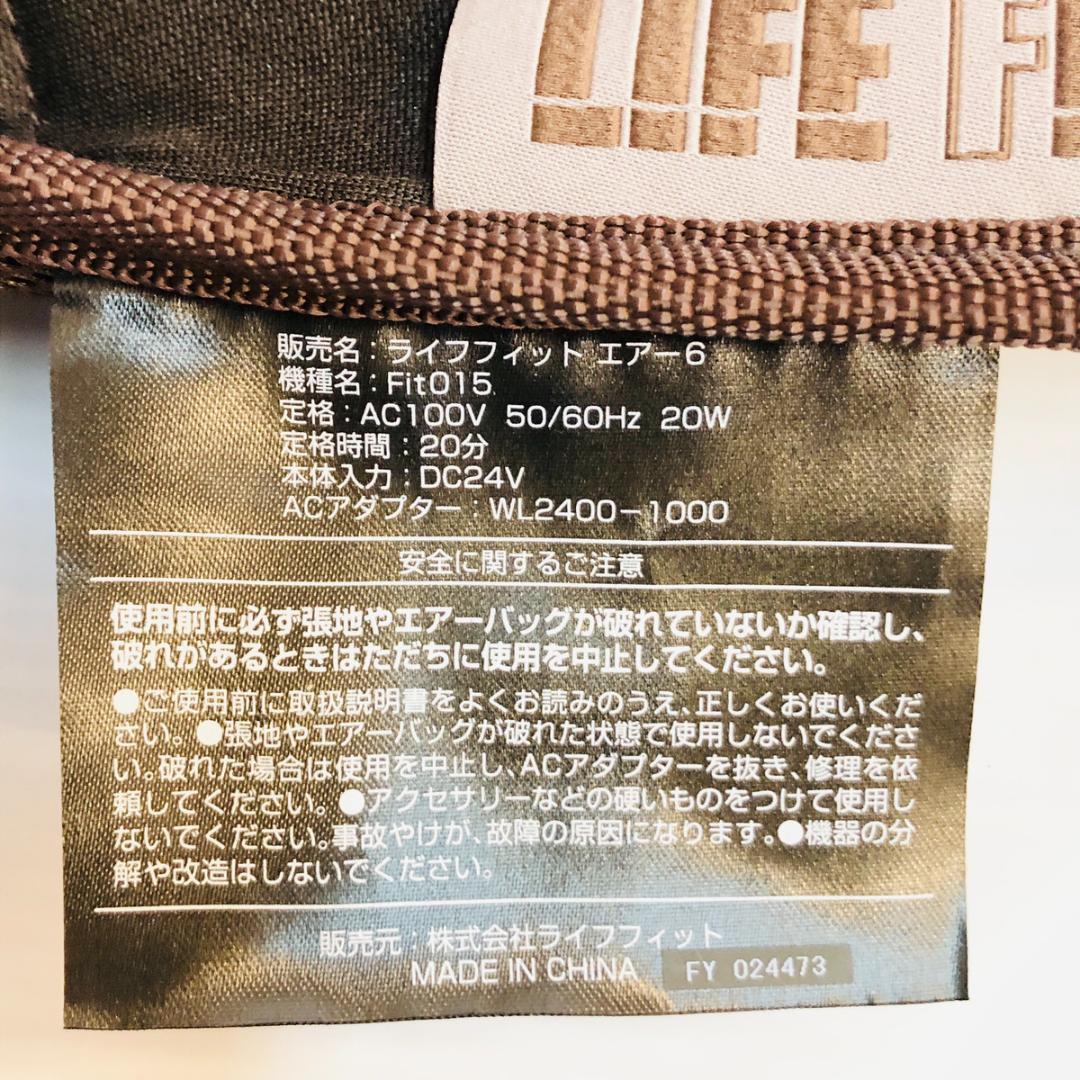 LIFE F
販売名：ライフフィット エアー6
機種名：Fit015
定格：AC100V 50/60Hz 20W
定格時間：20分
本体入力：DC24V
ACアダプター：WL2400-1000
安全に関するご注意
使用前に必ず張地やエアーバッグが破れていないか確認し、
破れがあるときはただちに使用を中止してください。
●ご使用前に取扱説明書をよくお読みのうえ、正しくお使いくだ
さい。●張地やエアーバッグが破れた状態で使用しないでくださ
い。破れた場合は使用を中止し、ACアダプターを抜き、修理を依
頼してください。●アクセサリーなどの硬いものをつけて使用し
ないでください。事故やけが、故障の原因になります。●機器の分
解や改造はしないでください。
販売元：株式会社ライフフィット
MADE IN CHINA FY 024473